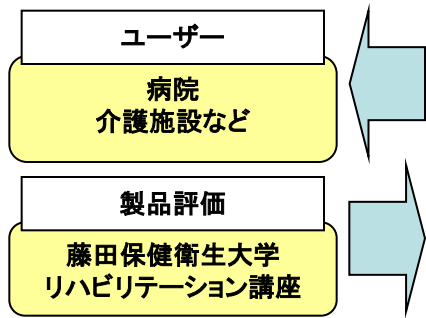 ユーザー
病院
介護施設など
製品評価
藤田保健衛生大学
リハビリテーション講座